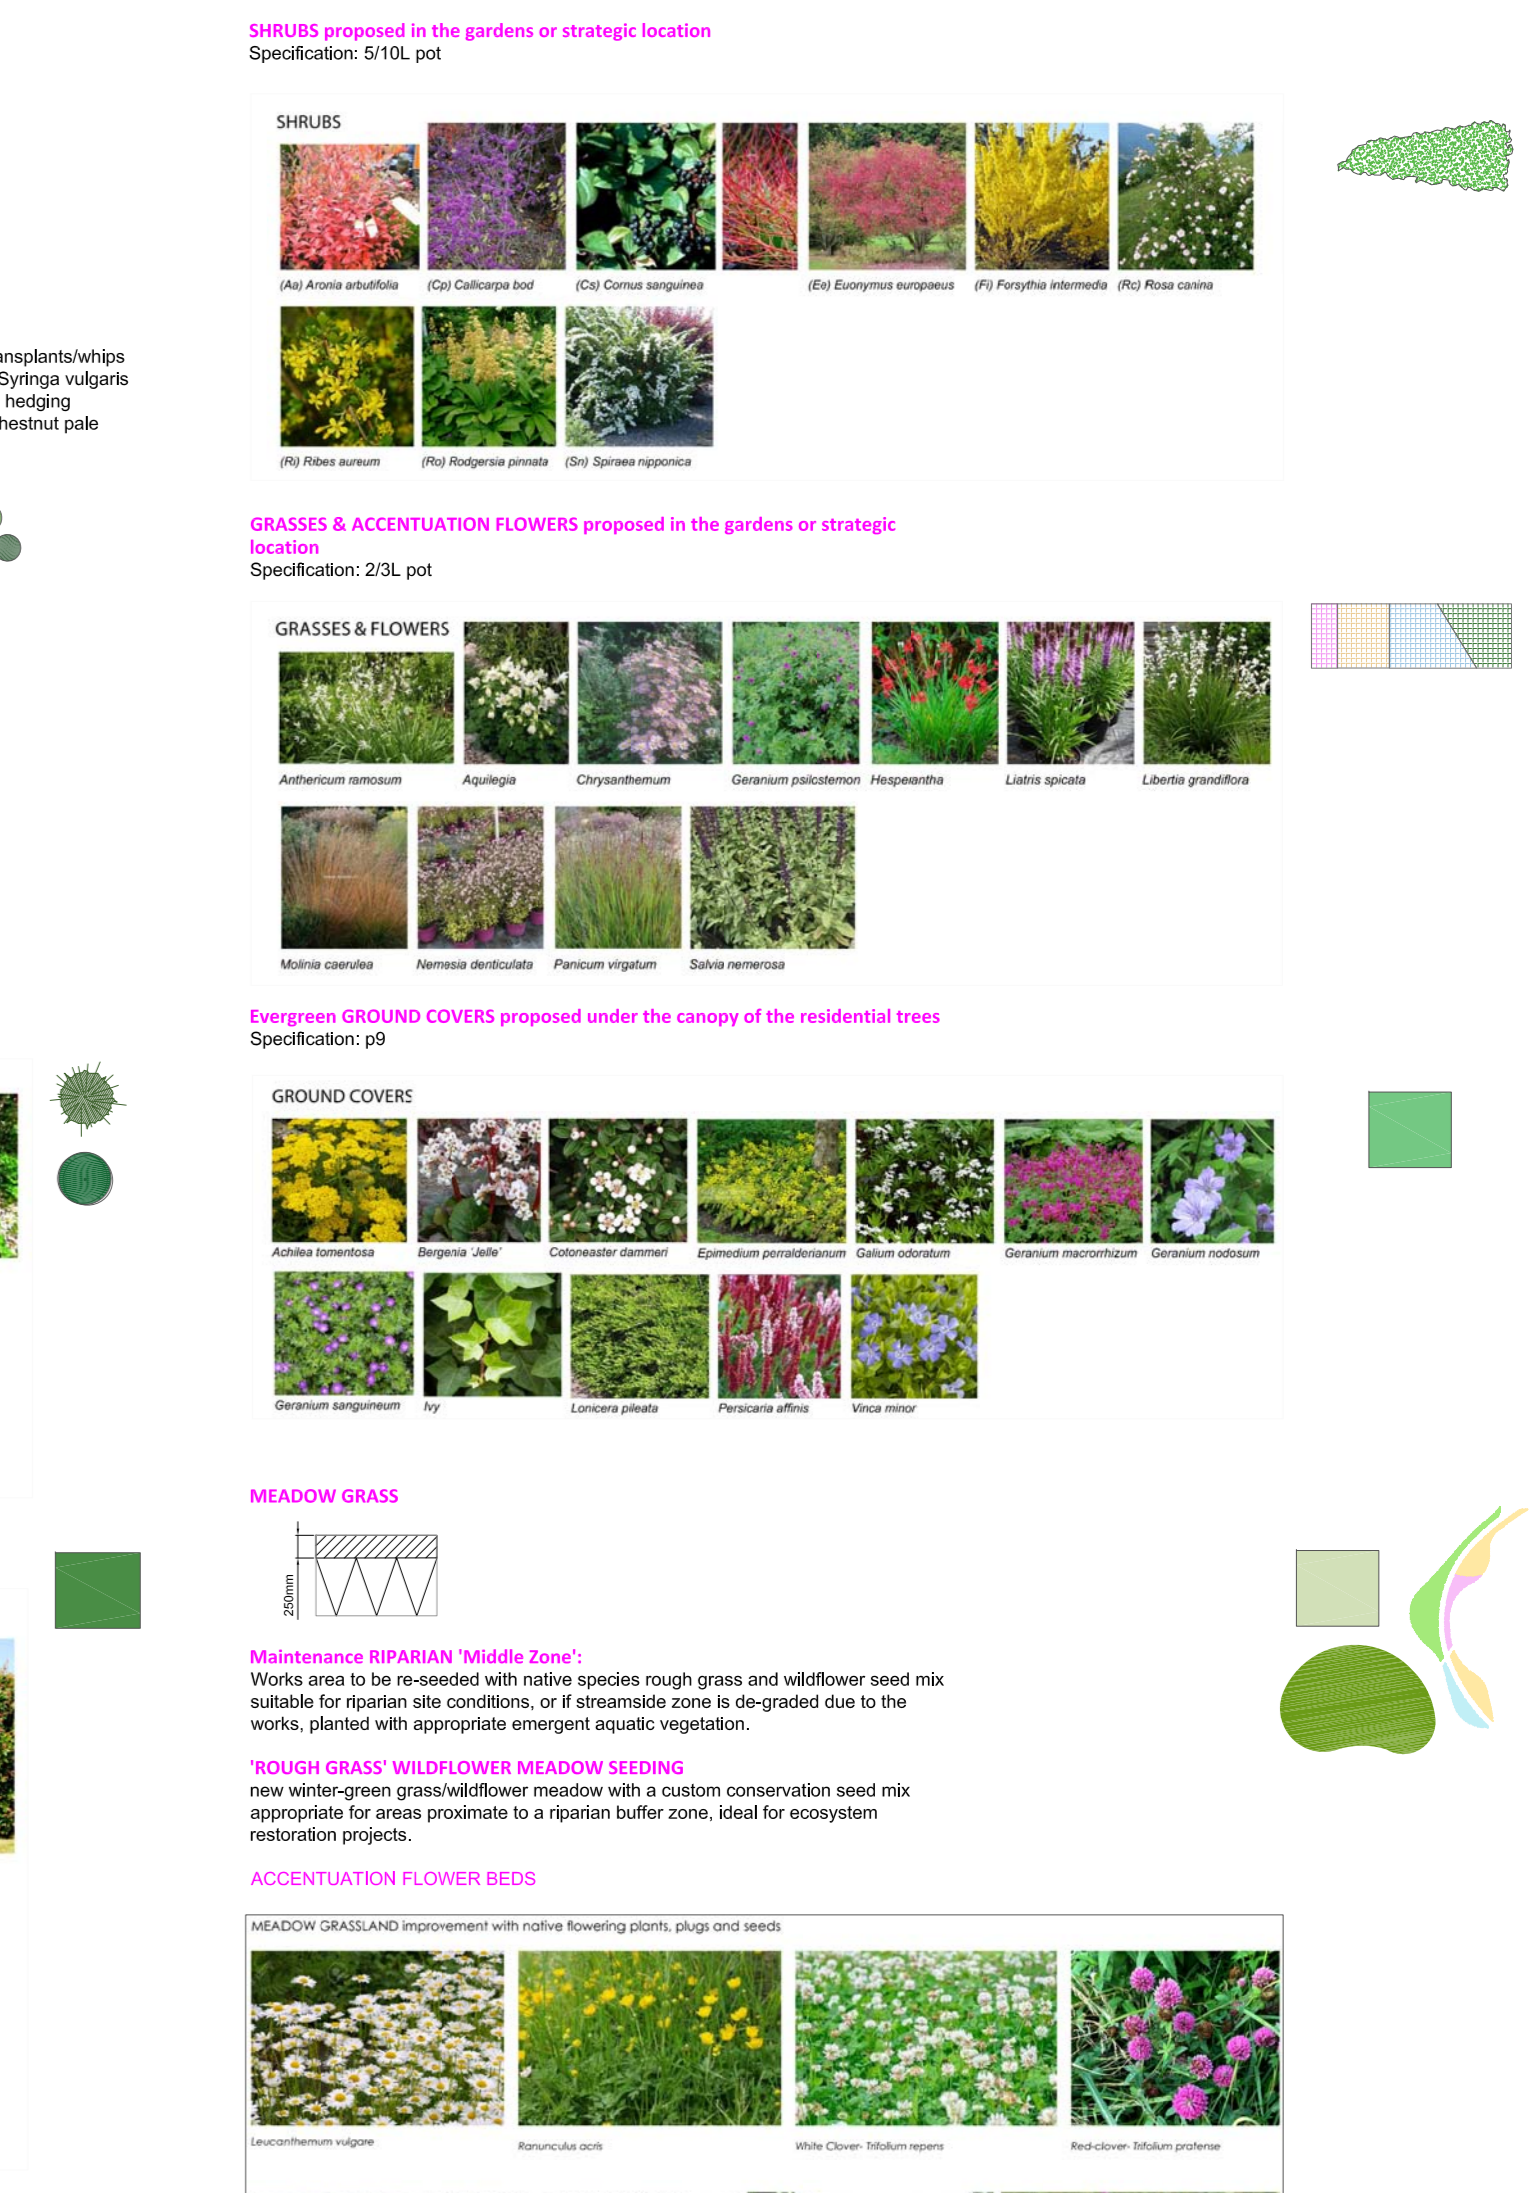 SHRUBS proposed in the gardens or strategic location
Specification: 5/10L pot
SHRUBS
(Aa) Aronia arbutifolia
(Cp) Callicarpa bod
(Cs) Cornus sanguinea
(Ee) Euonymus europaeus
(Fi) Forsythia intermedia
(Rc) Rosa canina
(Ri) Ribes aureum
(Ro) Rodgersia pinnata
(Sn) Spiraea nipponica
ansplants/whips
Syringa vulgaris
hedging
hestnut pale
GRASSES & ACCENTUATION FLOWERS proposed in the gardens or strategic
location
Specification: 2/3L pot
GRASSES & FLOWERS
Anthericum ramosum
Aquilegia
Chrysanthemum
Geranium psilostemon
Hesperantha
Liatris spicata
Libertia grandiflora
Molinia caerulea
Nemesia denticulata
Panicum virgatum
Salvia nemerosa
Evergreen GROUND COVERS proposed under the canopy of the residential trees
Specification: p9
GROUND COVERS
Achilea tomentosa
Bergenia 'Jelle'
Cotoneaster dammeri
Epimedium perralderianum
Galium odoratum
Geranium macrorrhizum
Geranium nodosum
Geranium sanguineum
Ivy
Lonicera pileata
Persicaria affinis
Vinca minor
MEADOW GRASS
250mm
Maintenance RIPARIAN 'Middle Zone':
Works area to be re-seeded with native species rough grass and wildflower seed mix
suitable for riparian site conditions, or if streamside zone is de-graded due to the
works, planted with appropriate emergent aquatic vegetation.
'ROUGH GRASS' WILDFLOWER MEADOW SEEDING
new winter-green grass/wildflower meadow with a custom conservation seed mix
appropriate for areas proximate to a riparian buffer zone, ideal for ecosystem
restoration projects.
ACCENTUATION FLOWER BEDS
MEADOW GRASSLAND improvement with native flowering plants, plugs and seeds
Leucanthemum vulgare
Ranunculus acris
White Clover- Trifolium repens
Red-clover- Trifolium pratense